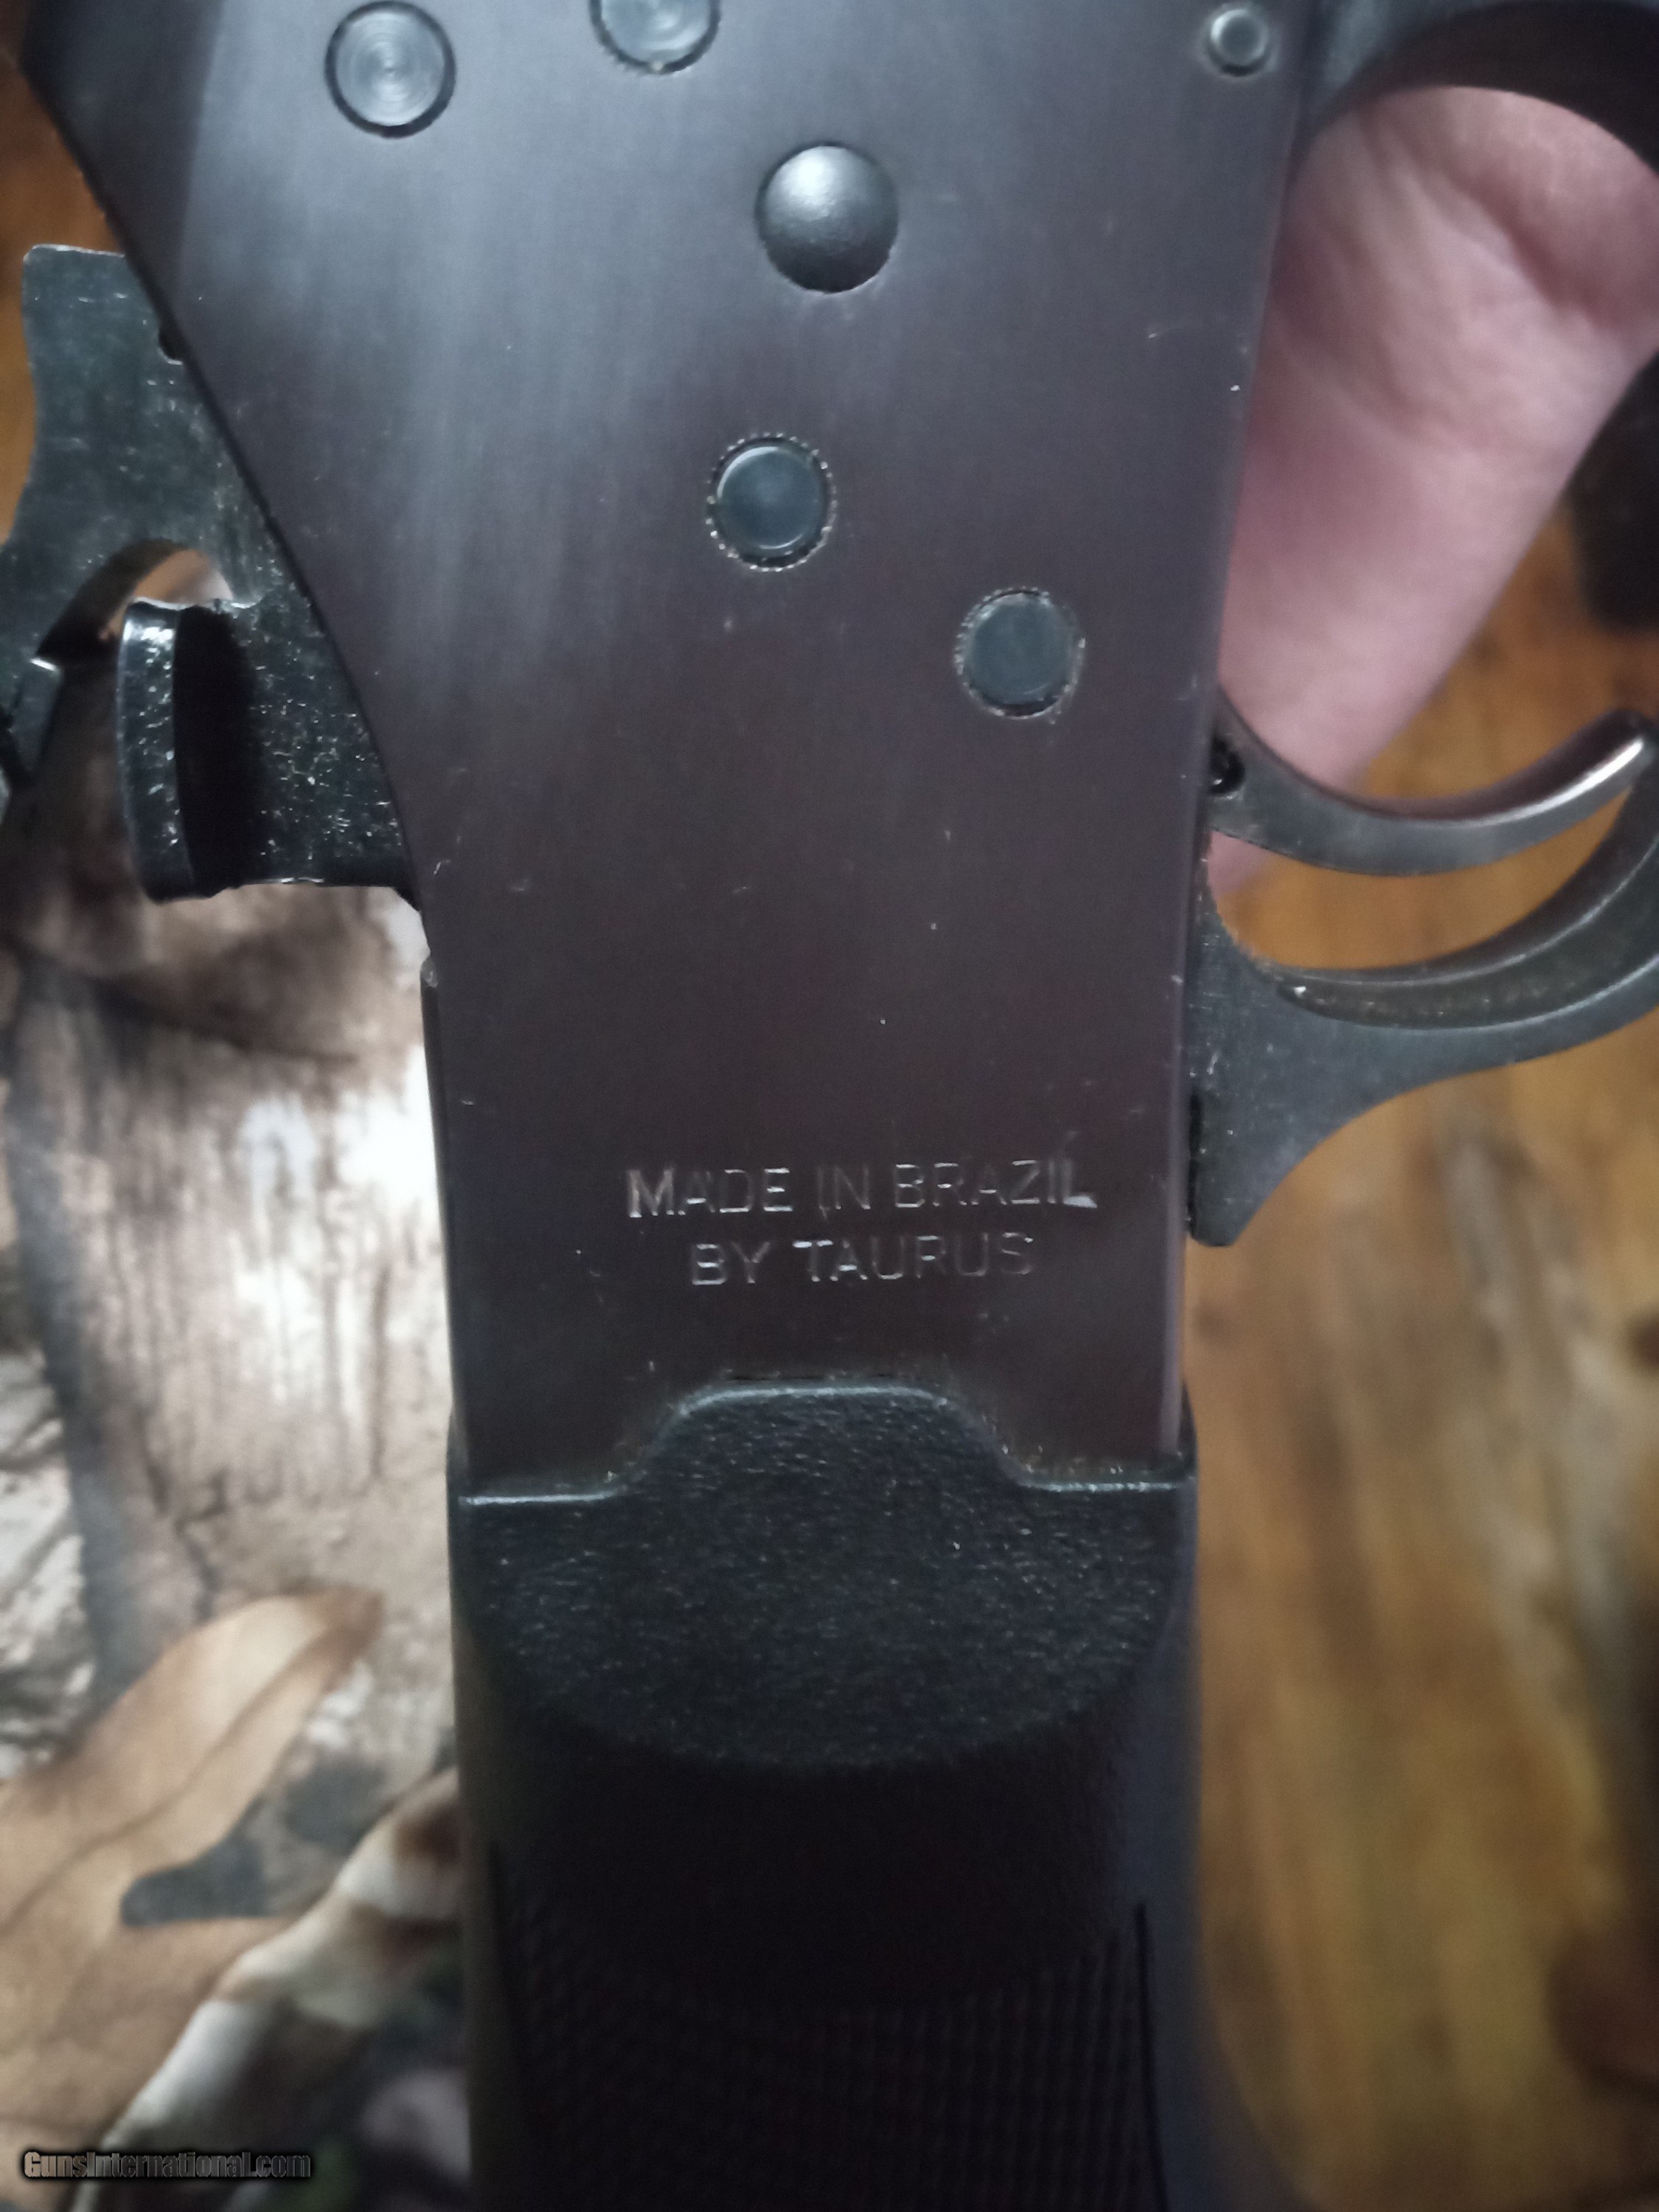 MADE IN BRAZIL
BY TAURUS
GunsInternational.com